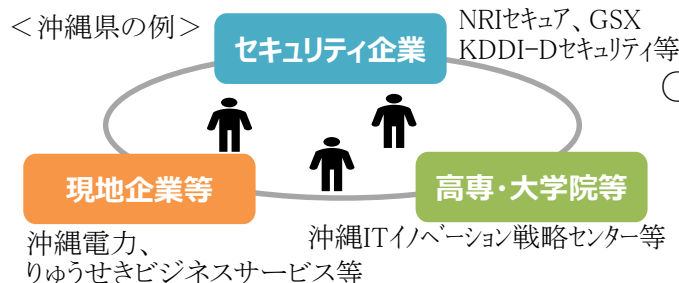 ＜沖縄県の例＞
セキュリティ企業
NRIセキュア、GSX
KDDI-Dセキュリティ等
現地企業等
高専・大学院等
沖縄電力、
りゅうせきビジネスサービス等
沖縄ITイノベーション戦略センター等